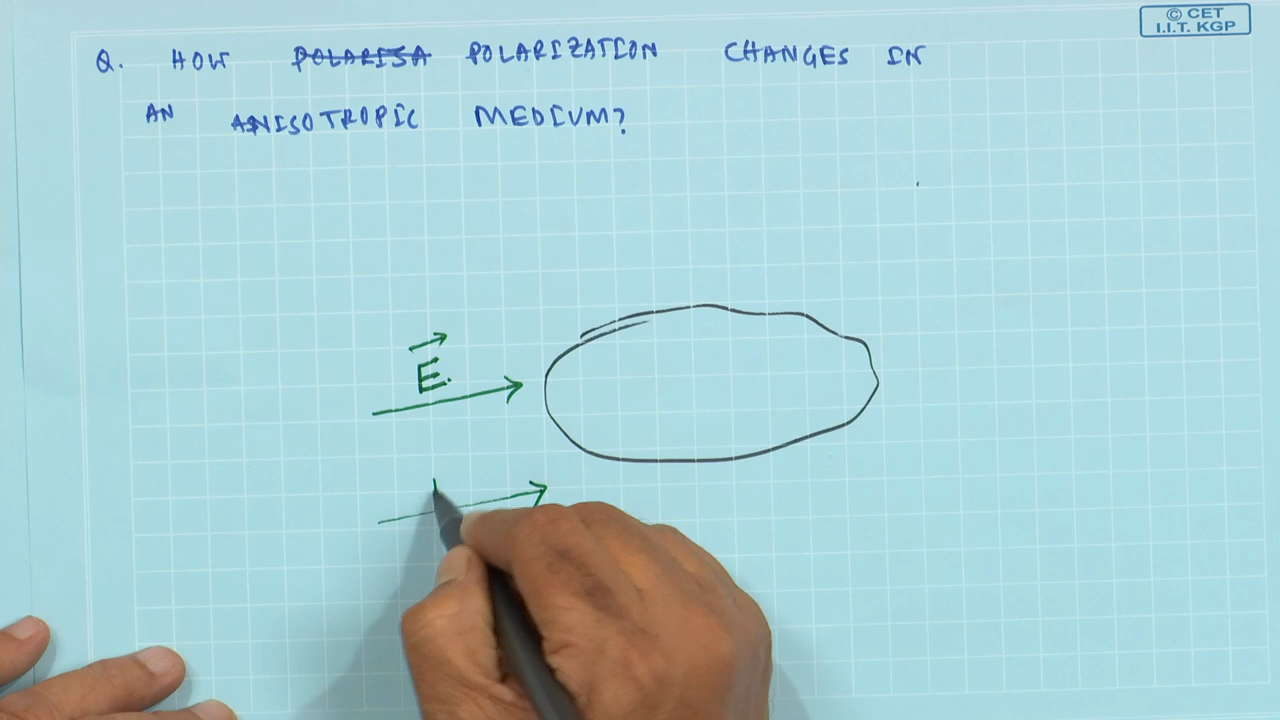 © CET
I.I.T. KGP
Q. HOW POLARISA POLARIZATION CHANGES IN
AN ANISOTROPIC MEDIUM?
E